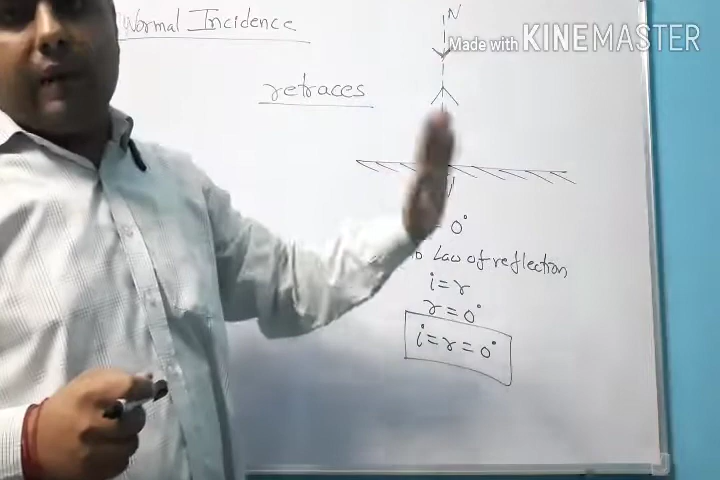 Normal Incidence
N
Made with KINEMASTER
retraces
= 0°
Law of reflection
i = r
r = 0°
i = r = 0°